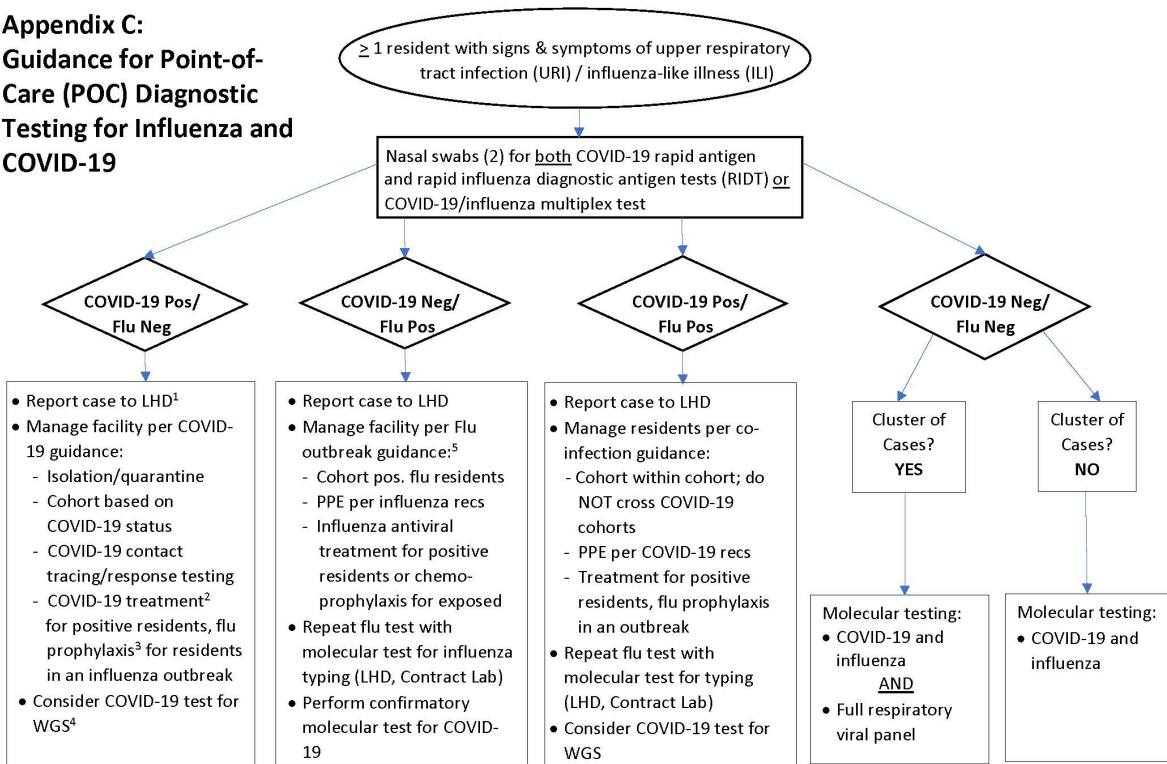 Appendix C:
Guidance for Point-of-
Care (POC) Diagnostic
Testing for Influenza and
COVID-19
≥ 1 resident with signs & symptoms of upper respiratory
tract infection (URI) / influenza-like illness (ILI)
Nasal swabs (2) for both COVID-19 rapid antigen
and rapid influenza diagnostic antigen tests (RIDT) or
COVID-19/influenza multiplex test
COVID-19 Pos/
Flu Neg
COVID-19 Neg/
Flu Pos
COVID-19 Pos/
Flu Pos
COVID-19 Neg/
Flu Neg
• Report case to LHD¹
• Manage facility per COVID-
19 guidance:
- Isolation/quarantine
- Cohort based on
COVID-19 status
- COVID-19 contact
tracing/response testing
- COVID-19 treatment²
for positive residents, flu
prophylaxis³ for residents
in an influenza outbreak
• Consider COVID-19 test for
WGS⁴
• Report case to LHD
• Manage facility per Flu
outbreak guidance:⁵
- Cohort pos. flu residents
- PPE per influenza recs
- Influenza antiviral
treatment for positive
residents or chemo-
prophylaxis for exposed
• Repeat flu test with
molecular test for influenza
typing (LHD, Contract Lab)
• Perform confirmatory
molecular test for COVID-
19
• Report case to LHD
• Manage residents per co-
infection guidance:
- Cohort within cohort; do
NOT cross COVID-19
cohorts
- PPE per COVID-19 recs
- Treatment for positive
residents, flu prophylaxis
in an outbreak
• Repeat flu test with
molecular test for typing
(LHD, Contract Lab)
• Consider COVID-19 test for
WGS
Cluster of
Cases?
YES
Cluster of
Cases?
NO
Molecular testing:
• COVID-19 and
influenza
AND
• Full respiratory
viral panel
Molecular testing:
• COVID-19 and
influenza